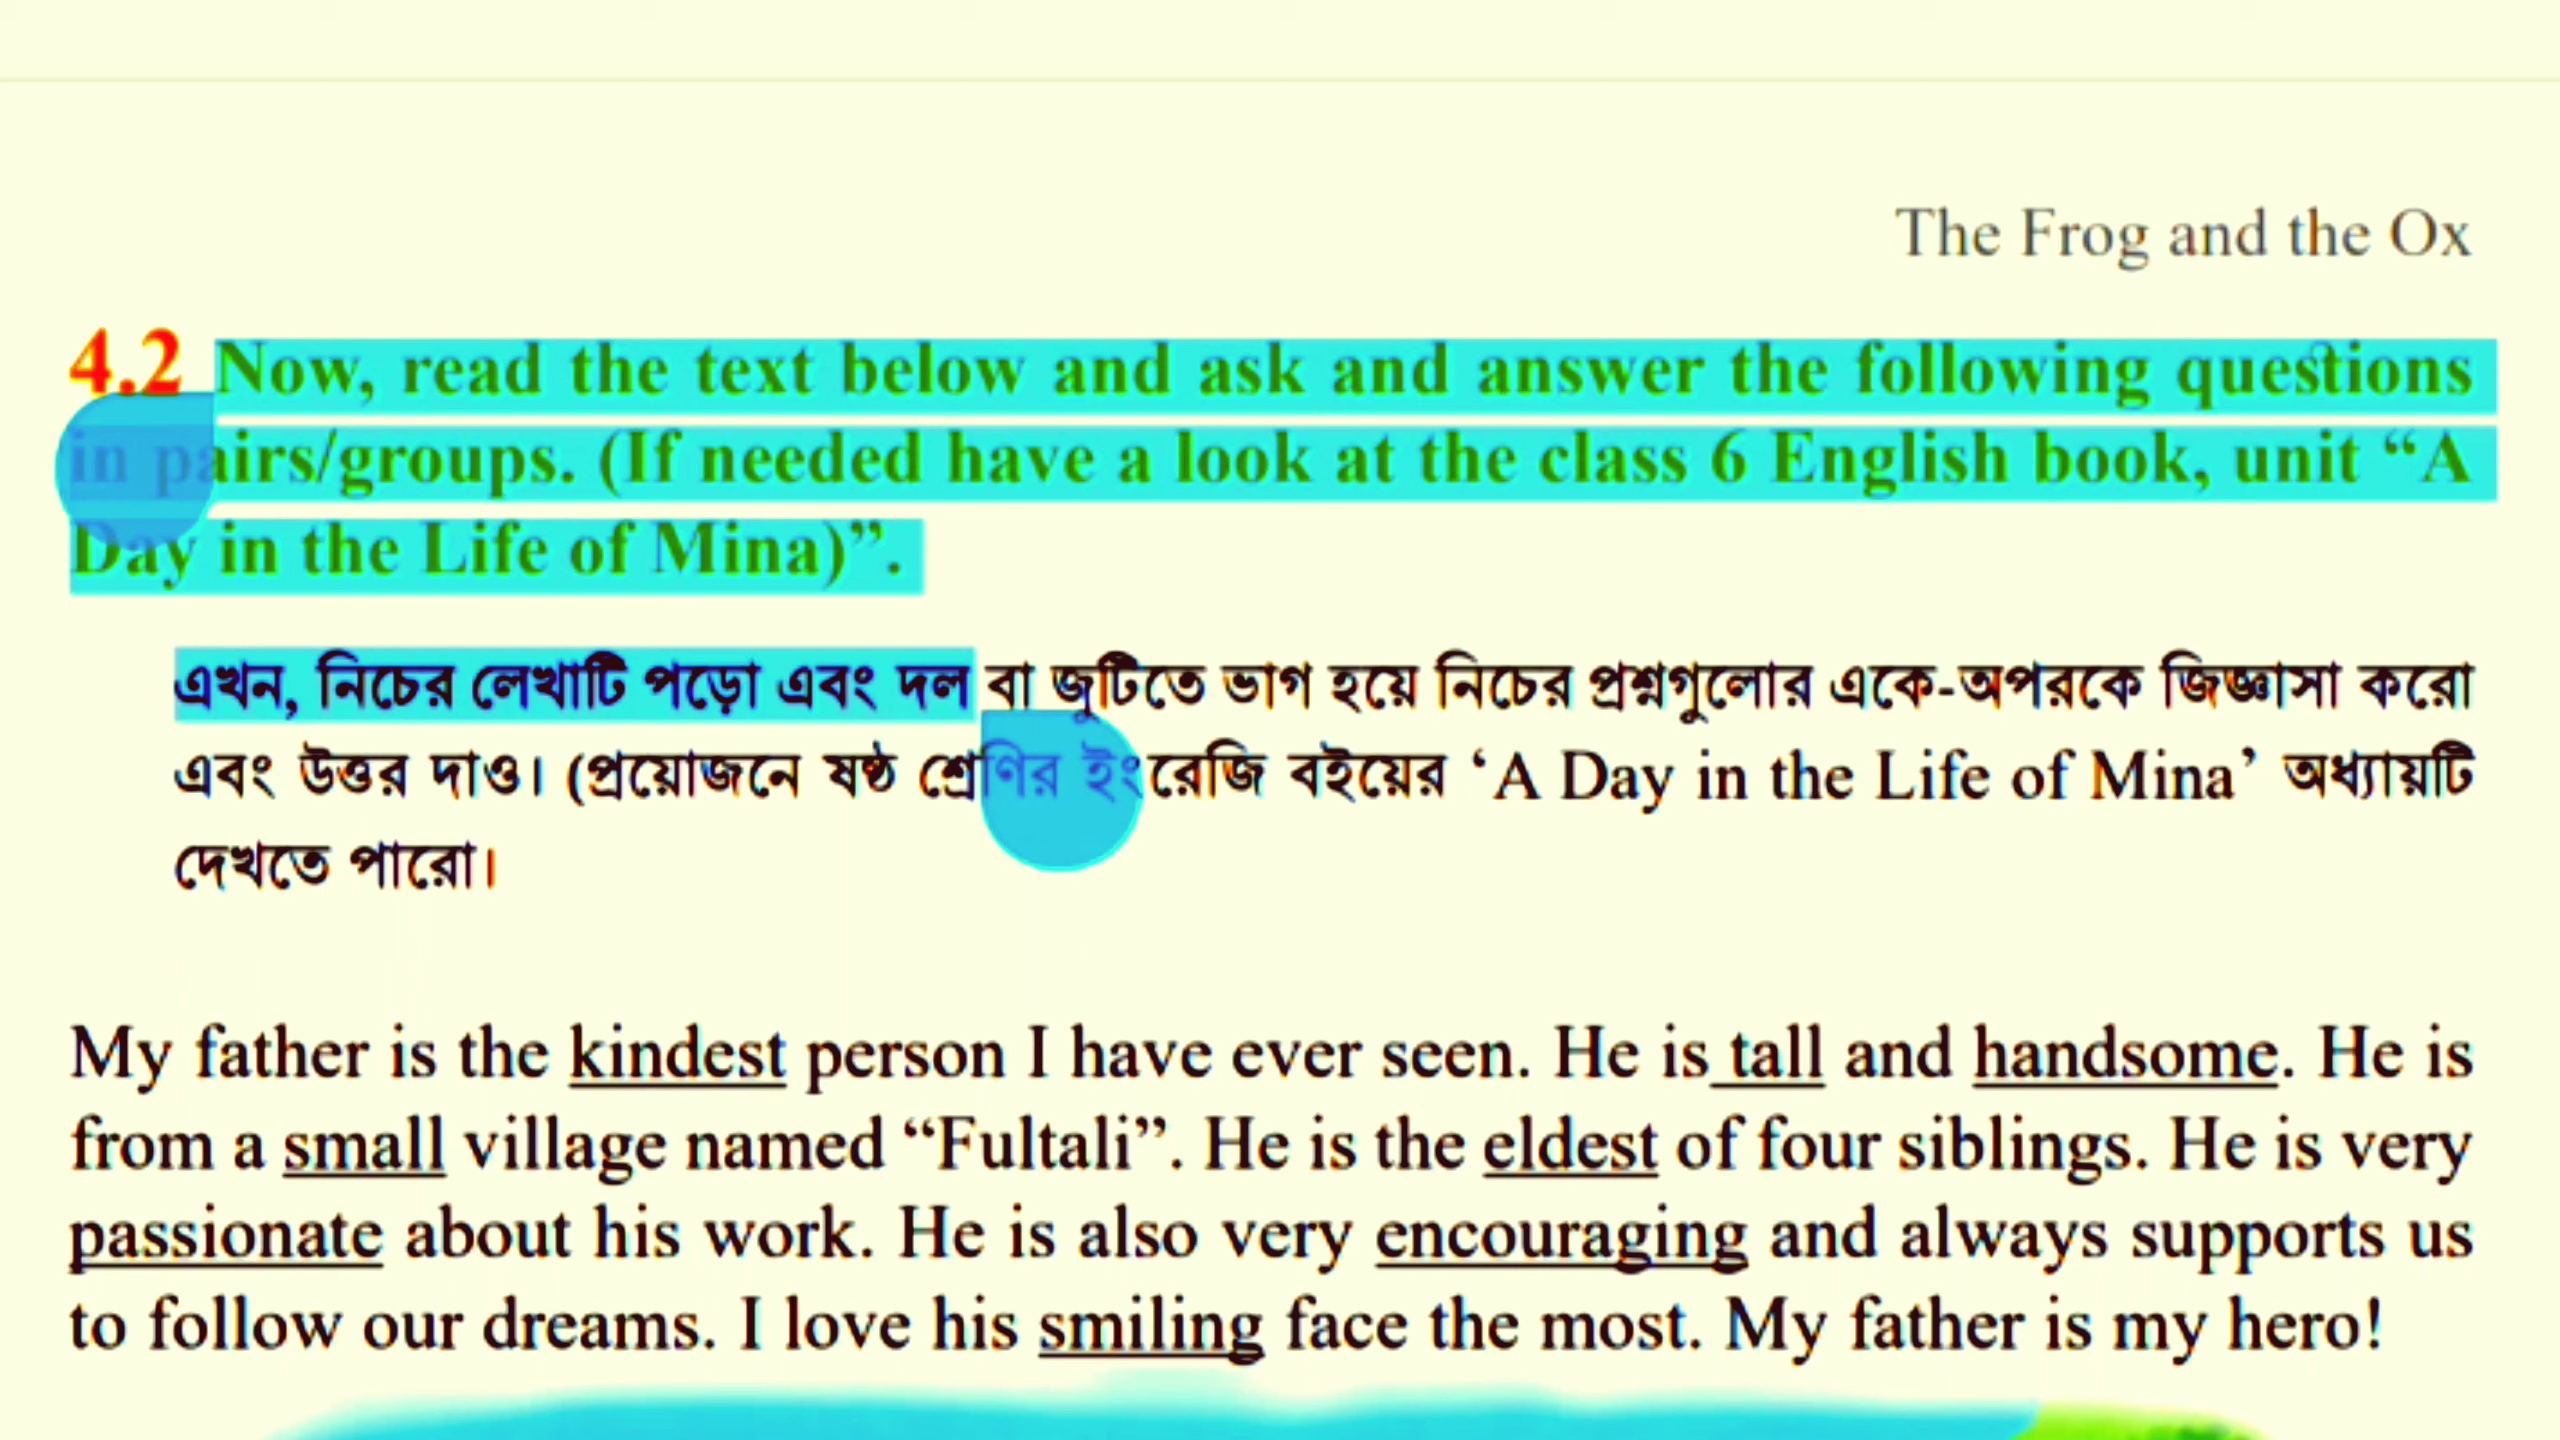 The Frog and the Ox
4.2 Now, read the text below and ask and answer the following questions
in pairs/groups. (If needed have a look at the class 6 English book, unit “A
Day in the Life of Mina)”.
এখন, নিচের লেখাটি পড়ো এবং দল বা জুটিতে ভাগ হয়ে নিচের প্রশ্নগুলোর একে-অপরকে জিজ্ঞাসা করো
এবং উত্তর দাও। (প্রয়োজনে ষষ্ঠ শ্রেণির ইংরেজি বইয়ের ‘A Day in the Life of Mina’ অধ্যায়টি
দেখতে পারো।
My father is the kindest person I have ever seen. He is tall and handsome. He is
from a small village named “Fultali”. He is the eldest of four siblings. He is very
passionate about his work. He is also very encouraging and always supports us
to follow our dreams. I love his smiling face the most. My father is my hero!